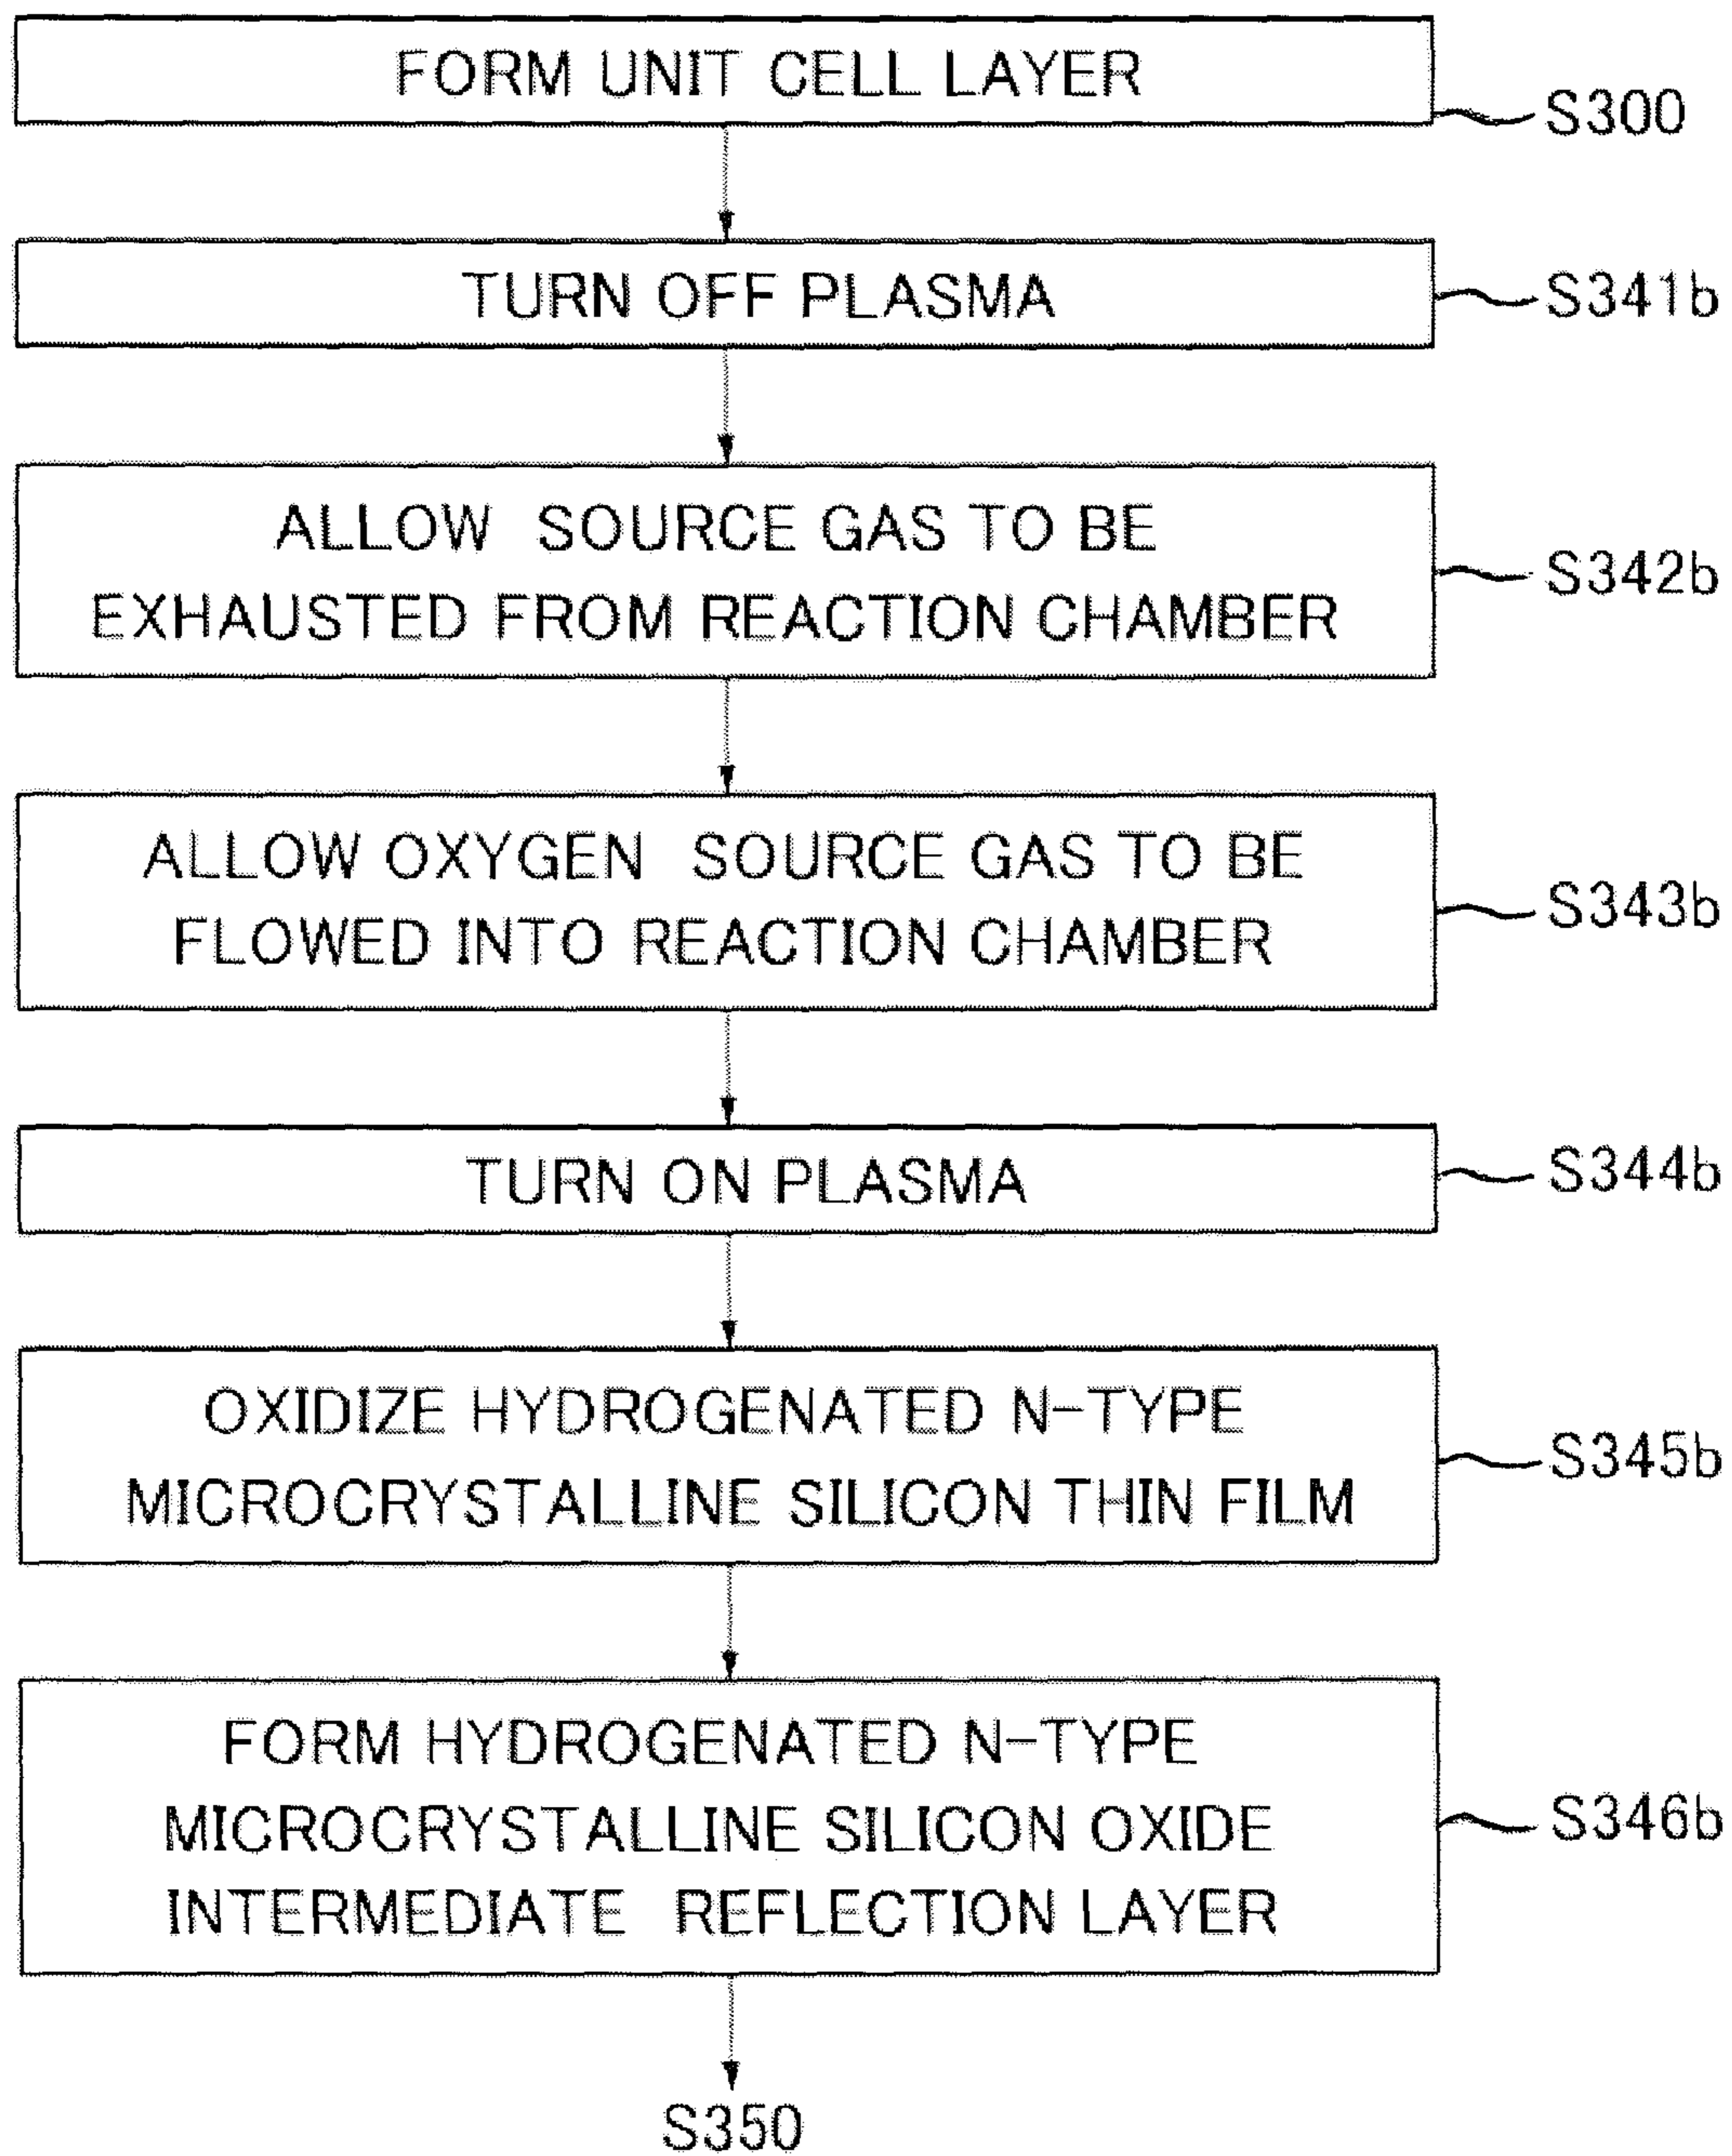 FORM UNIT CELL LAYER
S300
TURN OFF PLASMA
S341b
ALLOW SOURCE GAS TO BE
EXHAUSTED FROM REACTION CHAMBER
S342b
ALLOW OXYGEN SOURCE GAS TO BE
FLOWED INTO REACTION CHAMBER
S343b
TURN ON PLASMA
S344b
OXIDIZE HYDROGENATED N-TYPE
MICROCRYSTALLINE SILICON THIN FILM
S345b
FORM HYDROGENATED N-TYPE
MICROCRYSTALLINE SILICON OXIDE
INTERMEDIATE REFLECTION LAYER
S346b
S350